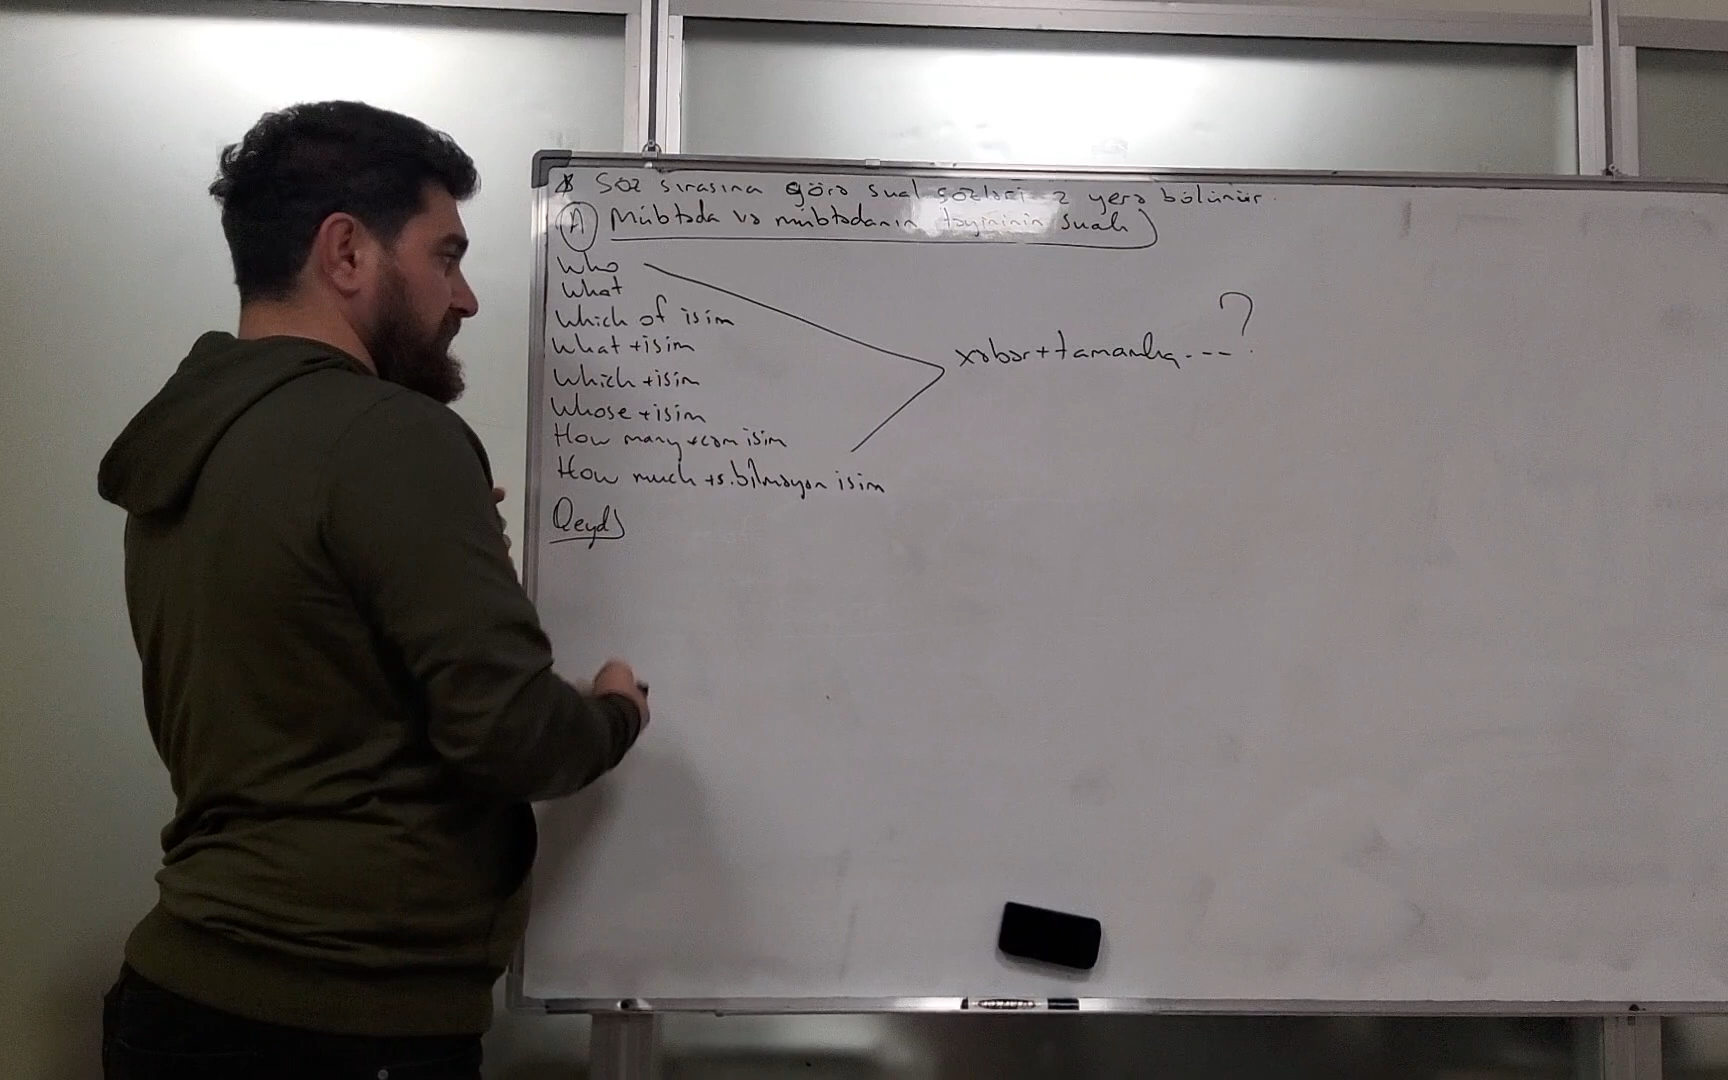 * Söz sırasına görə sual sözləri 2 yerə bölünür.
A) Mübtəda və mübtədanın təyininin sualı
Who
What
Which of isim
What + isim
Which + isim
Whose + isim
How many + cəm isim
How much + s. bilməyən isim
xəbər + tamamlıq --- ?
Qeyd